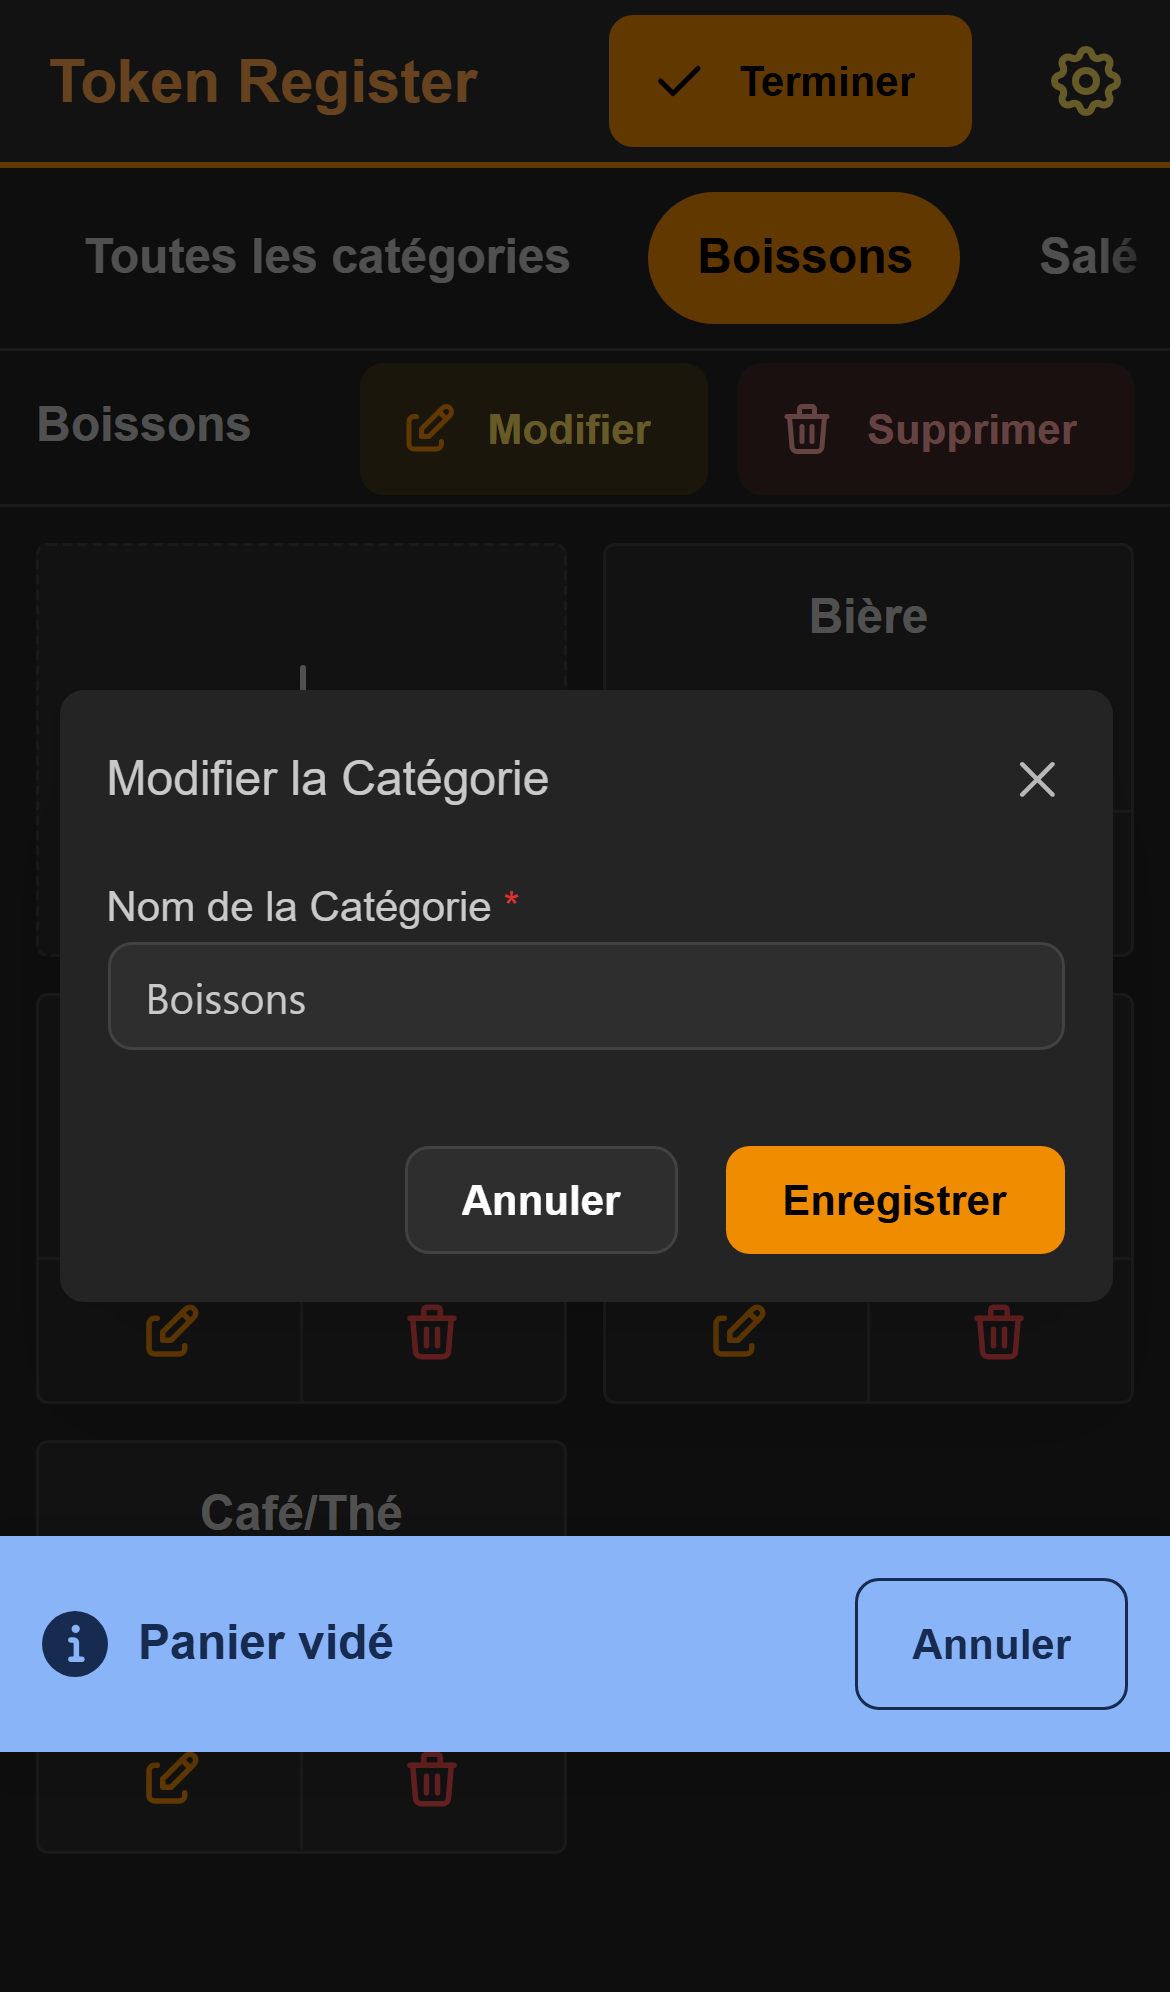 Token Register
Terminer
Toutes les catégories
Boissons
Salé
Boissons
Modifier
Supprimer
Bière
Modifier la Catégorie
Nom de la Catégorie *
Boissons
Annuler
Enregistrer
Café/Thé
Panier vidé
Annuler